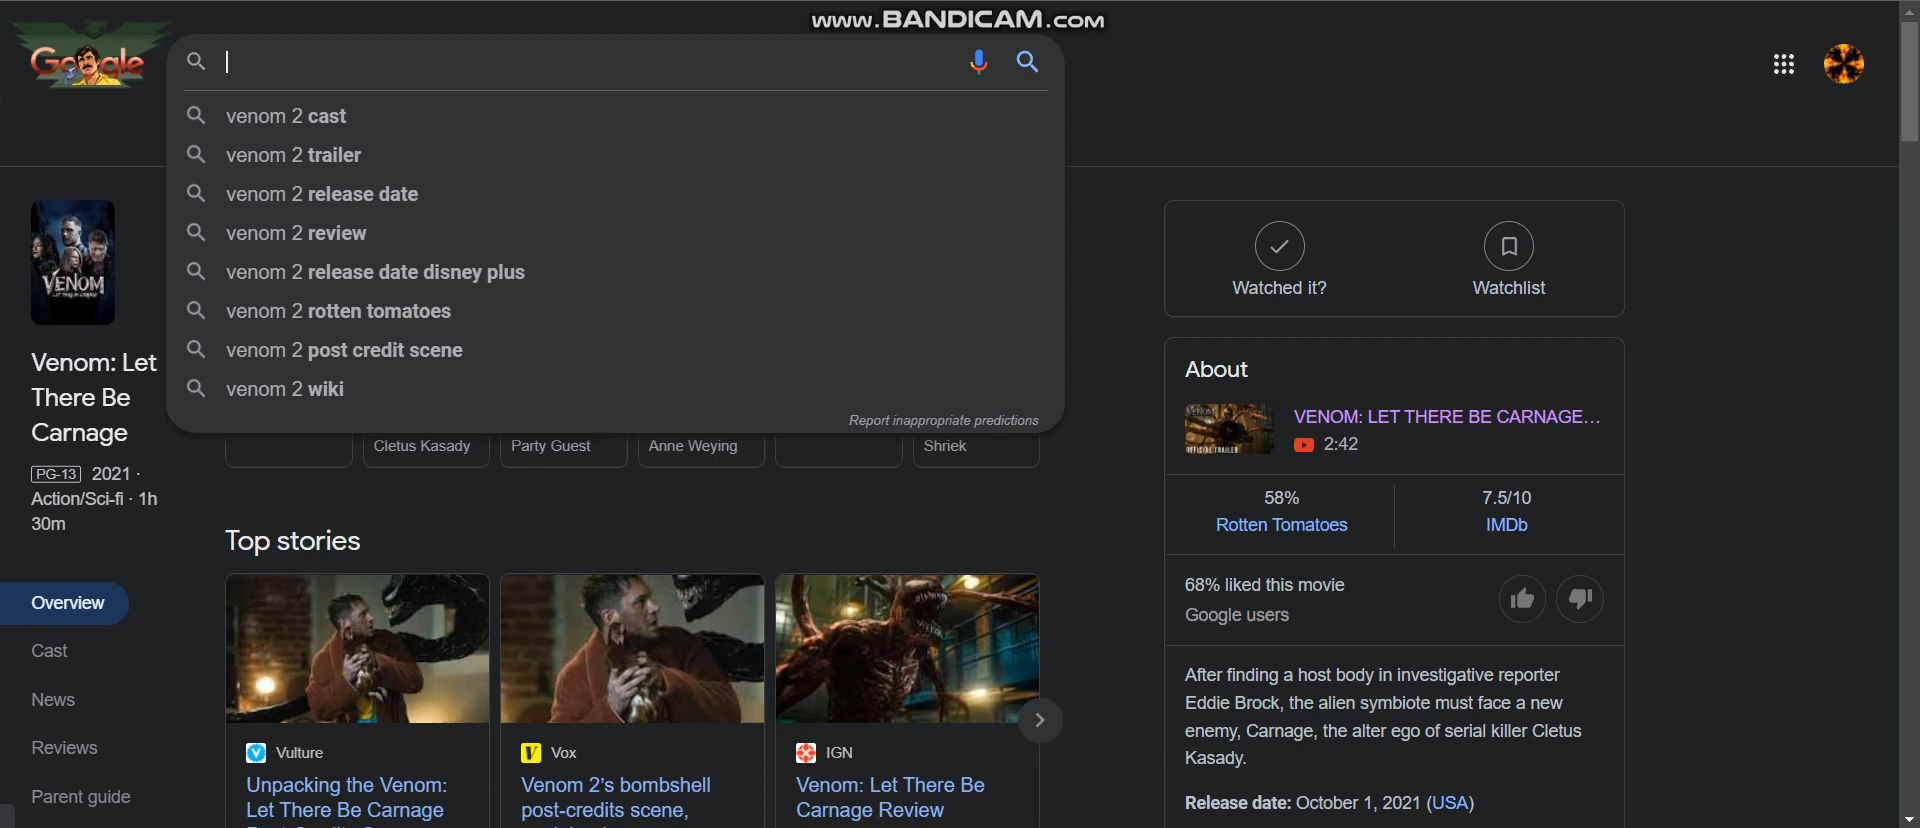 www.BANDICAM.com
Google
venom 2 cast
venom 2 trailer
venom 2 release date
venom 2 review
venom 2 release date disney plus
venom 2 rotten tomatoes
venom 2 post credit scene
venom 2 wiki
Report inappropriate predictions
VENOM
Venom: Let
There Be
Carnage
PG-13 2021 ·
Action/Sci-fi · 1h
30m
Overview
Cast
News
Reviews
Parent guide
Cletus Kasady
Party Guest
Anne Weying
Shriek
Top stories
Vulture
Unpacking the Venom:
Let There Be Carnage
Vox
Venom 2’s bombshell
post-credits scene,
IGN
Venom: Let There Be
Carnage Review
Watched it?
Watchlist
About
VENOM
OFFICIAL TRAILER
VENOM: LET THERE BE CARNAGE…
2:42
58%
Rotten Tomatoes
7.5/10
IMDb
68% liked this movie
Google users
After finding a host body in investigative reporter
Eddie Brock, the alien symbiote must face a new
enemy, Carnage, the alter ego of serial killer Cletus
Kasady.
Release date: October 1, 2021 (USA)